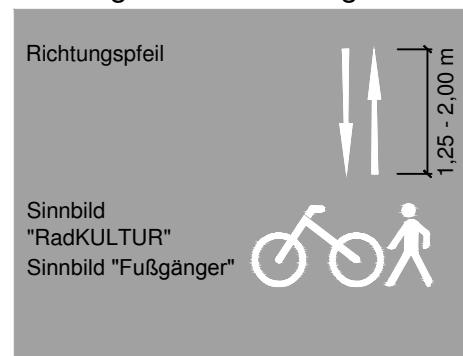 Richtungspfeil
1,25 - 2,00 m
Sinnbild
"RadKULTUR"
Sinnbild "Fußgänger"